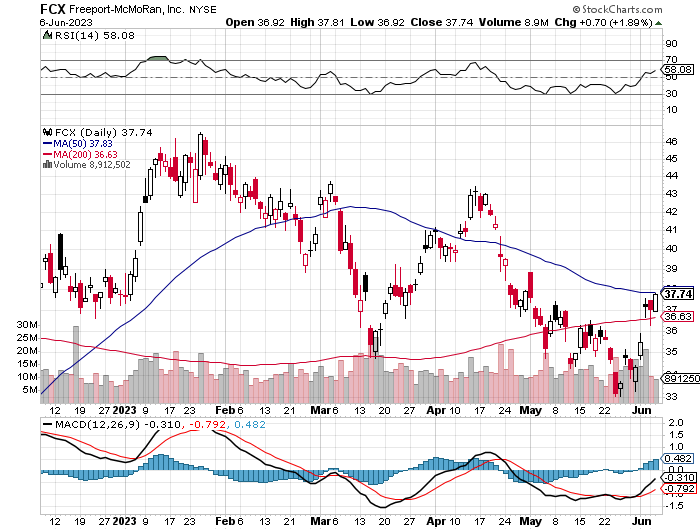 FCX Freeport-McMoRan, Inc. NYSE
© StockCharts.com
6-Jun-2023
Open 36.92 High 37.81 Low 36.92 Close 37.74 Volume 8.9M Chg +0.70 (+1.89%)
RSI(14) 58.08
90
70
58.08
50
30
10
FCX (Daily) 37.74
MA(50) 37.83
MA(200) 36.63
Volume 8,912,502
46
45
44
43
42
41
40
39
38
37.74
36.63
36
35
34
33
30M
25M
20M
15M
10M
5M
891250
12 19 27 2023 9 17 23 Feb 6 13 21 Mar 6 13 20 27 Apr 10 17 24 May 8 15 22 Jun
MACD(12,26,9) -0.310, -0.792, 0.482
2.0
1.5
1.0
0.482
0.0
-0.310
-0.792
-1.5
12 19 27 2023 9 17 23 Feb 6 13 21 Mar 6 13 20 27 Apr 10 17 24 May 8 15 22 Jun